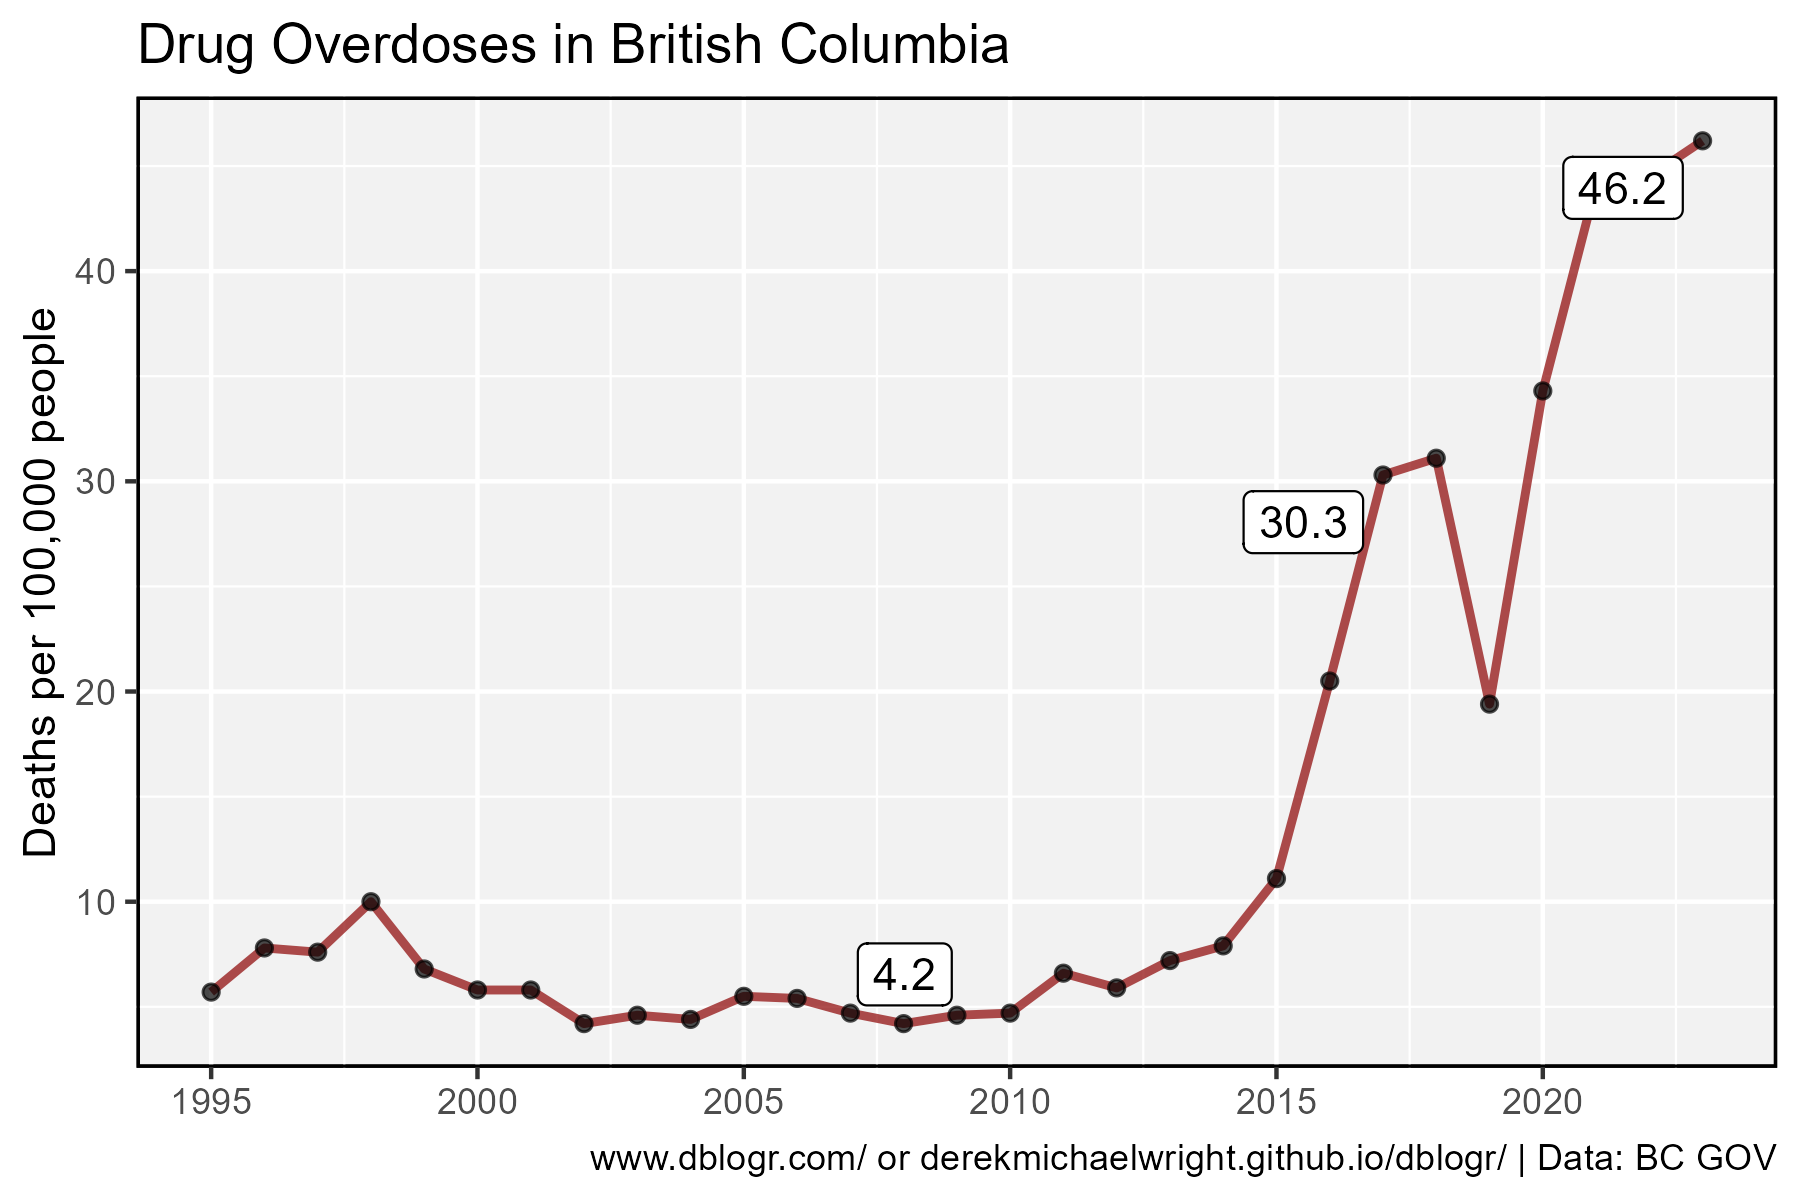 Drug Overdoses in British Columbia
Deaths per 100,000 people
40
30
20
10
46.2
30.3
4.2
1995 2000 2005 2010 2015 2020
www.dblogr.com/ or derekmichaelwright.github.io/dblogr/ | Data: BC GOV